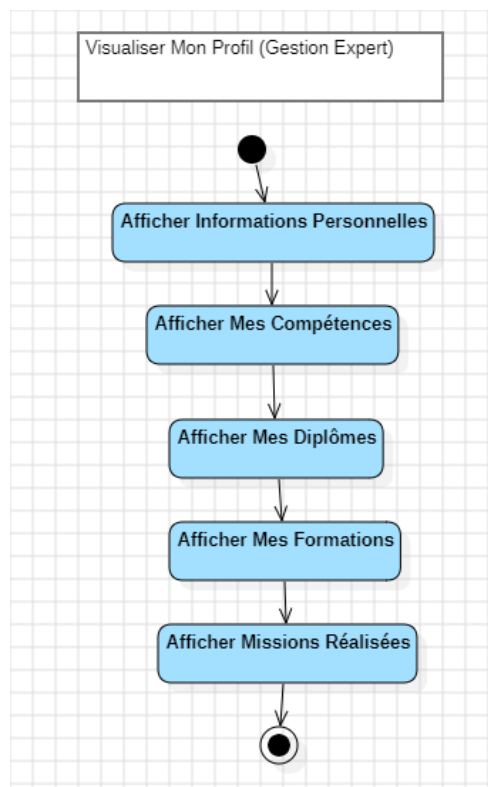 Visualiser Mon Profil (Gestion Expert)
Afficher Informations Personnelles
Afficher Mes Compétences
Afficher Mes Diplômes
Afficher Mes Formations
Afficher Missions Réalisées